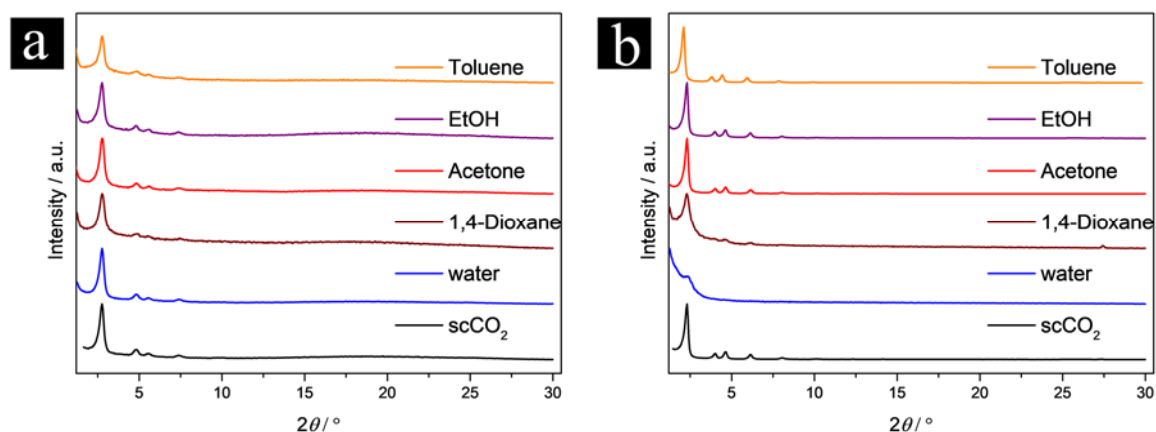 a
Intensity / a.u.
Toluene
EtOH
Acetone
1,4-Dioxane
water
scCO₂
5 10 15 20 25 30
2θ / °
b
Intensity / a.u.
Toluene
EtOH
Acetone
1,4-Dioxane
water
scCO₂
5 10 15 20 25 30
2θ / °